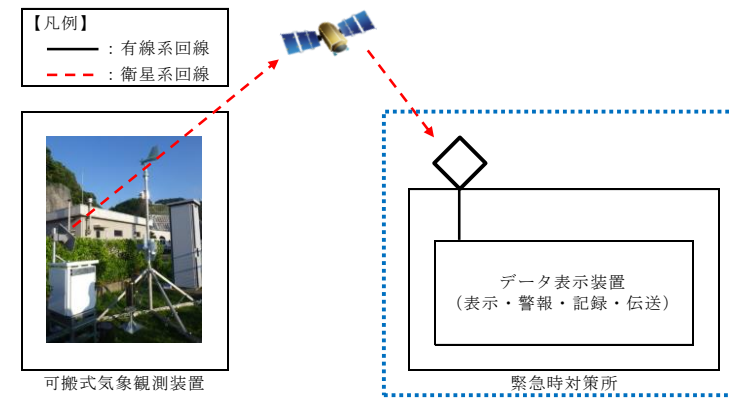 【凡例】
：有線系回線
：衛星系回線
データ表示装置
（表示・警報・記録・伝送）
可搬式気象観測装置
緊急時対策所